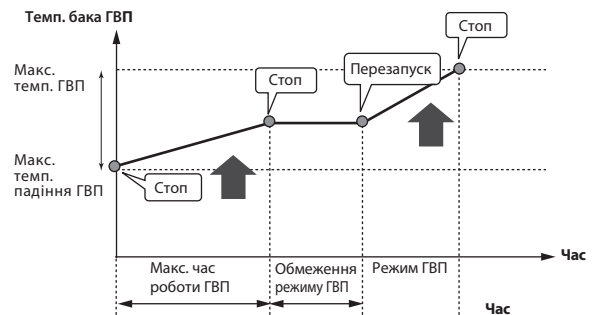 Темп. бака ГВП
Стоп
Макс.
темп. ГВП
Стоп
Перезапуск
Макс.
темп.
падіння ГВП
Стоп
Час
Макс. час
роботи ГВП
Обмеження
режиму ГВП
Режим ГВП
Час